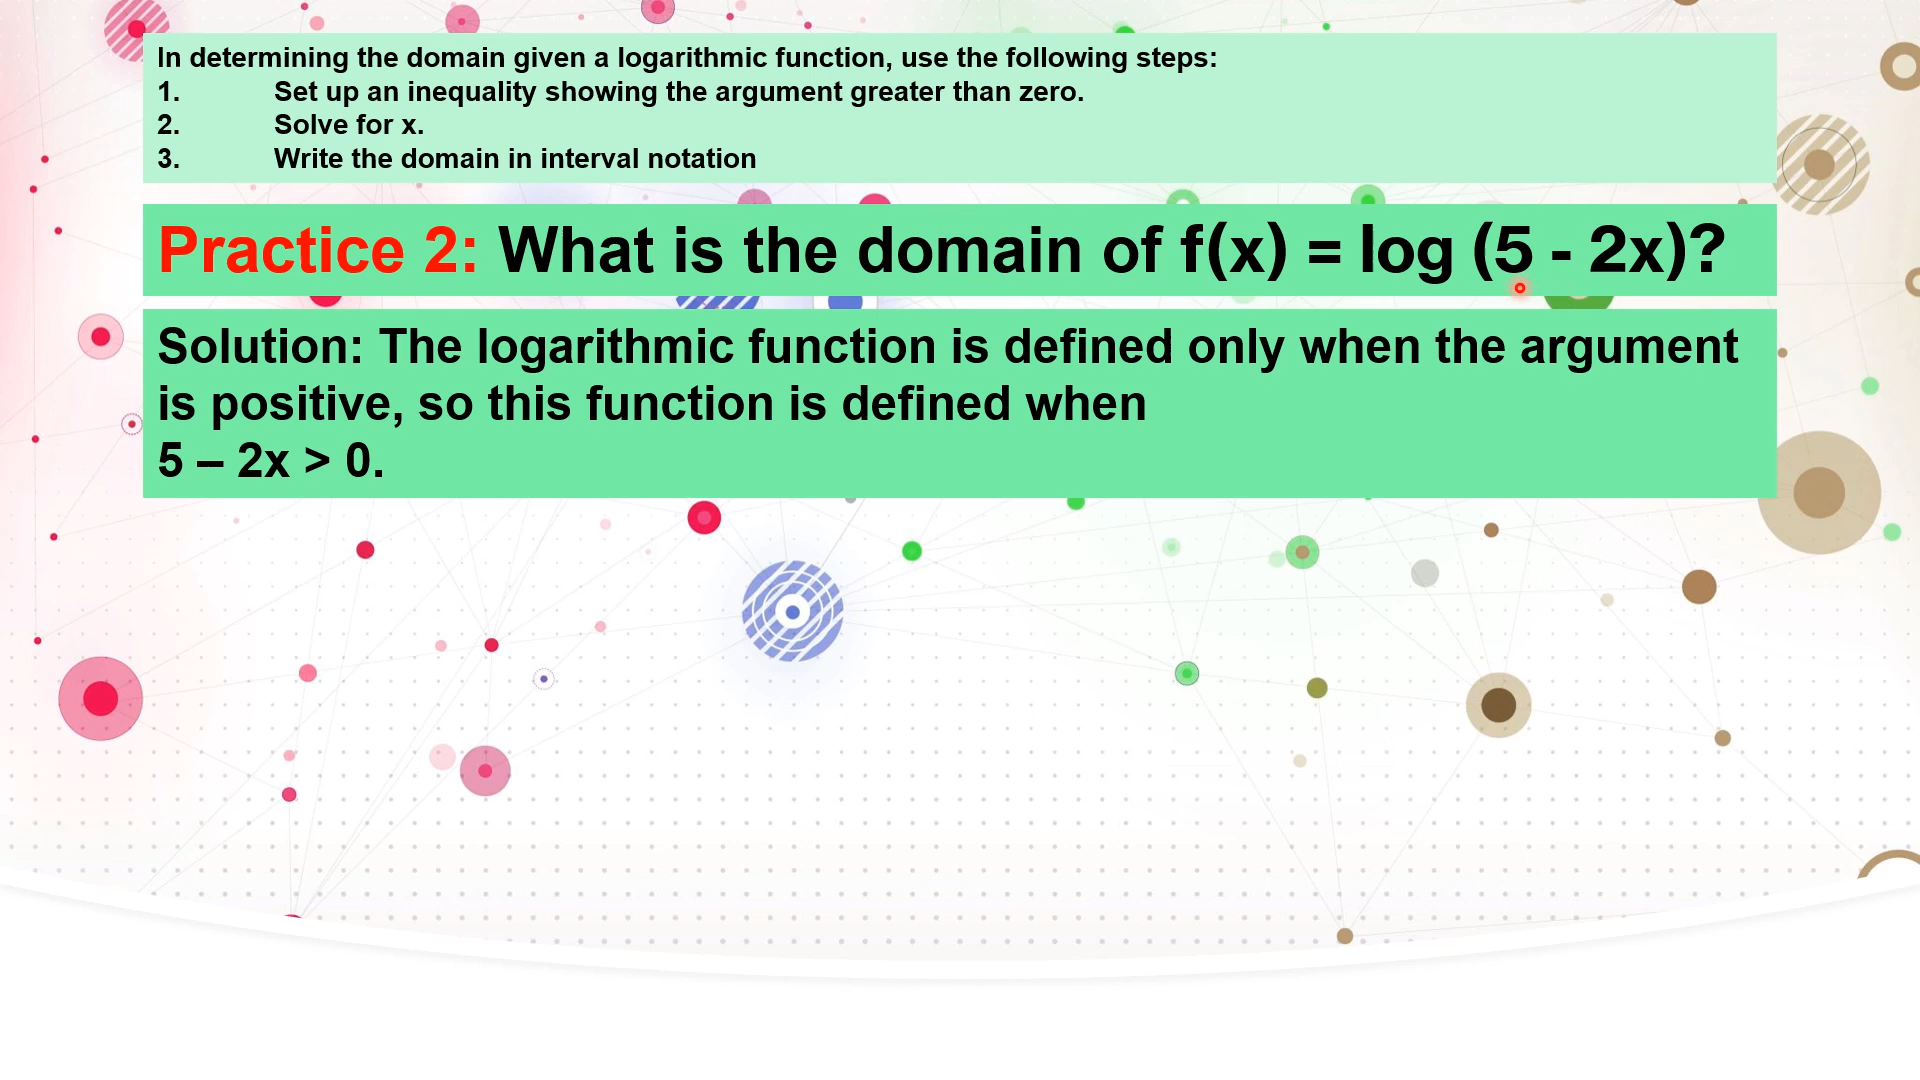 In determining the domain given a logarithmic function, use the following steps:
1. Set up an inequality showing the argument greater than zero.
2. Solve for x.
3. Write the domain in interval notation
Practice 2: What is the domain of f(x) = log (5 - 2x)?
Solution: The logarithmic function is defined only when the argument
is positive, so this function is defined when
5 – 2x > 0.